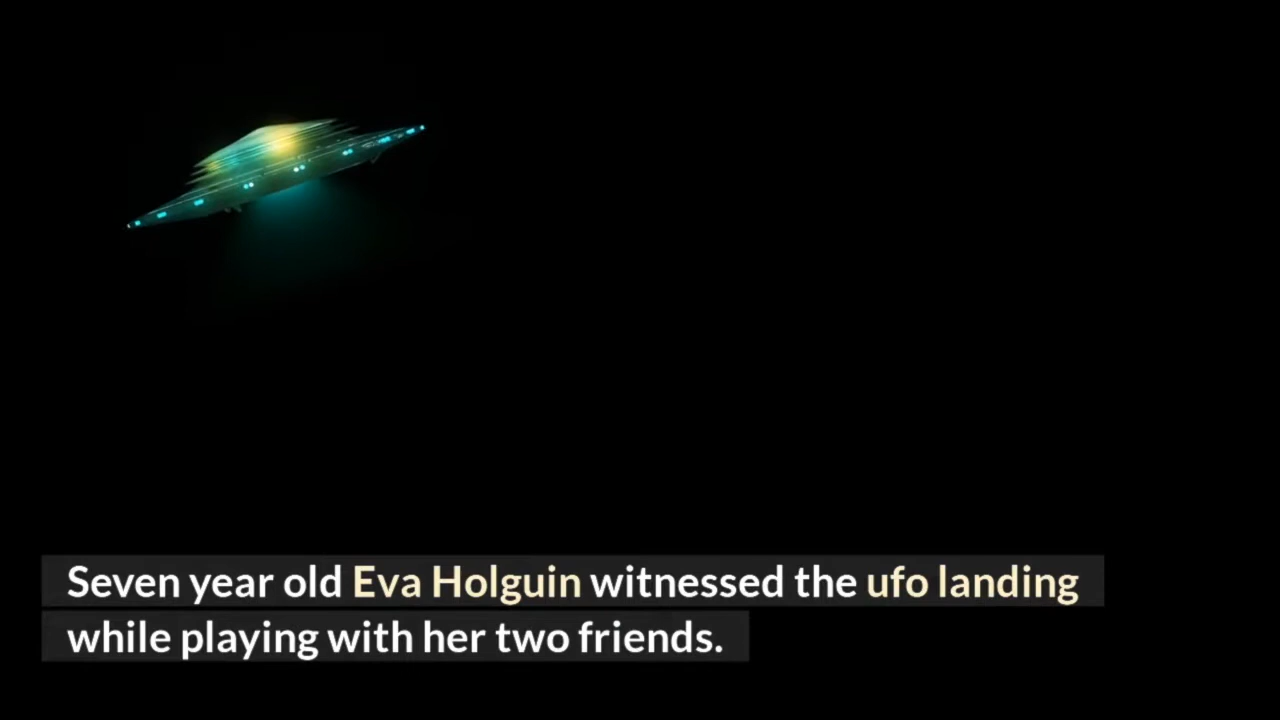 Seven year old Eva Holguin witnessed the ufo landing
while playing with her two friends.